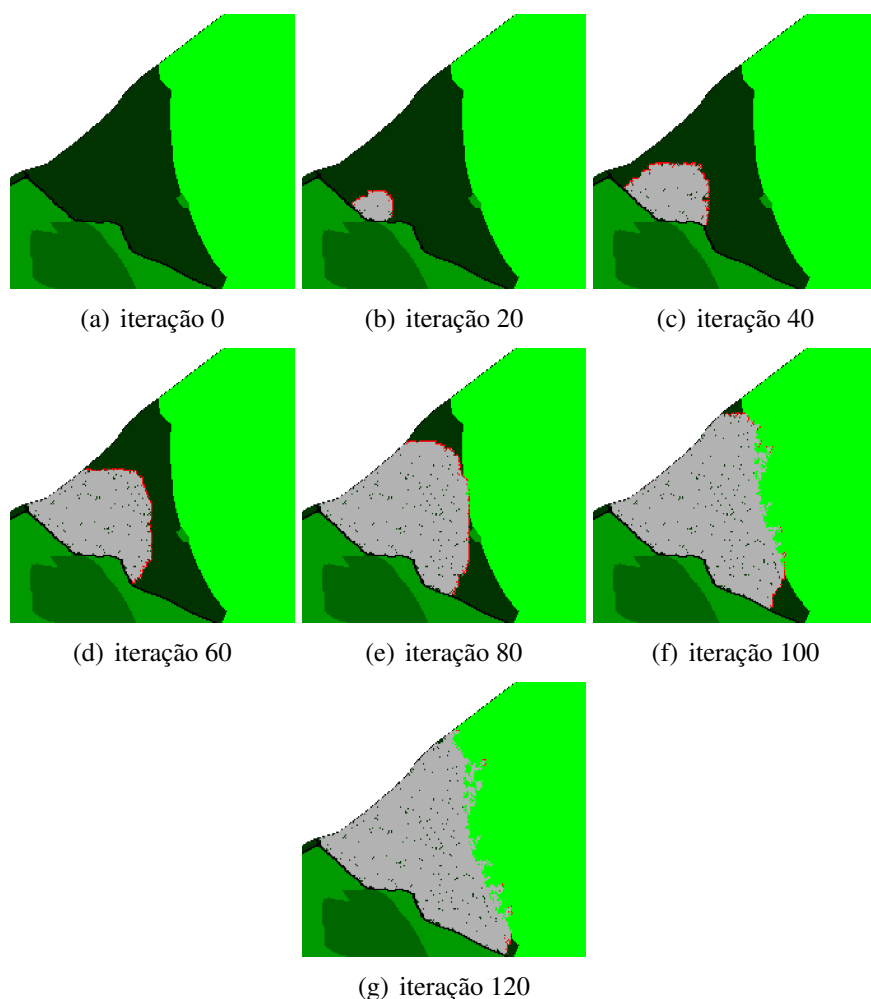 (a) iteração 0
(b) iteração 20
(c) iteração 40
(d) iteração 60
(e) iteração 80
(f) iteração 100
(g) iteração 120